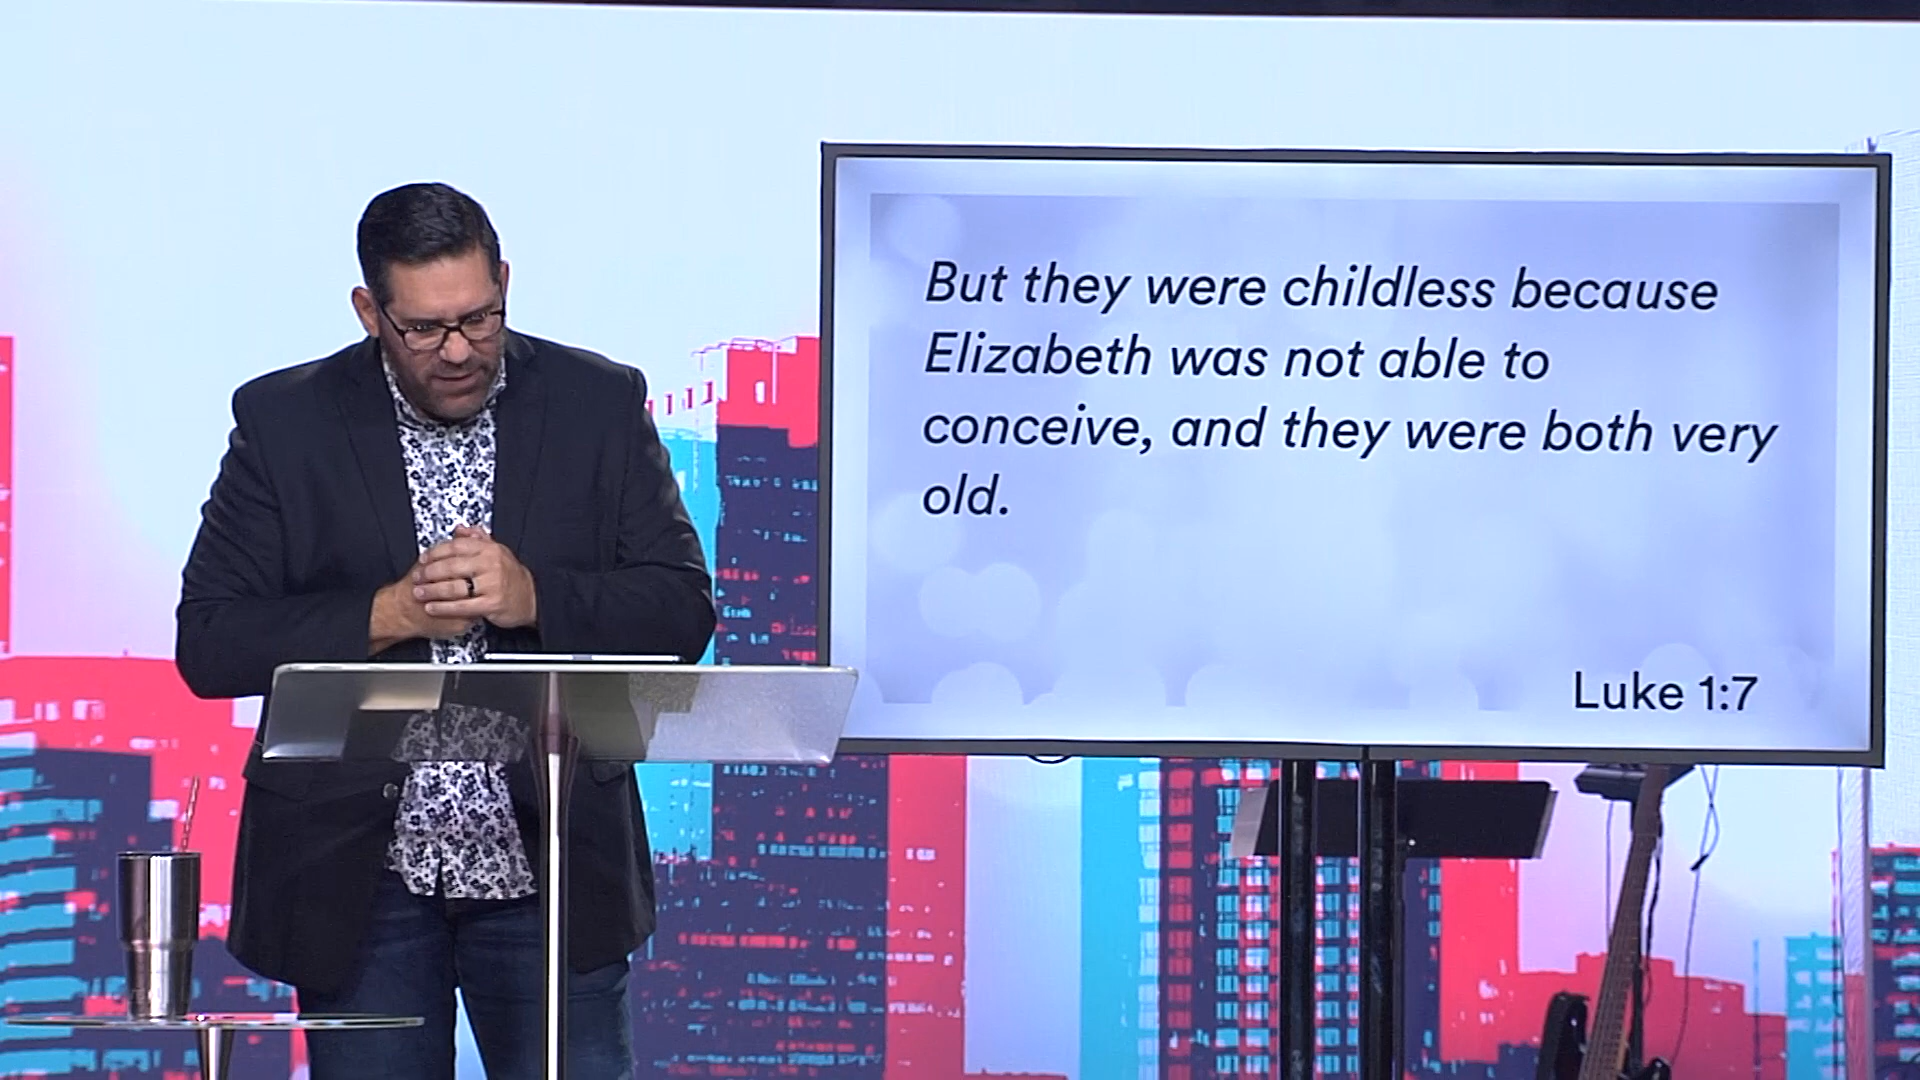 But they were childless because
Elizabeth was not able to
conceive, and they were both very
old.
Luke 1:7